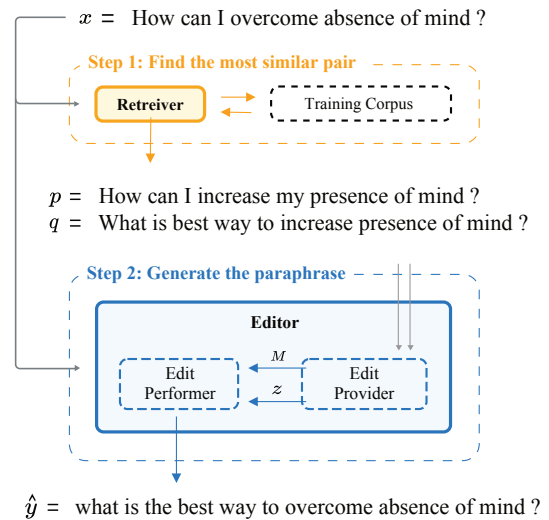 x = How can I overcome absence of mind ?
Step 1: Find the most similar pair
Retreiver
Training Corpus
p = How can I increase my presence of mind ?
q = What is best way to increase presence of mind ?
Step 2: Generate the paraphrase
Editor
M
Edit
Performer
z
Edit
Provider
ŷ = what is the best way to overcome absence of mind ?